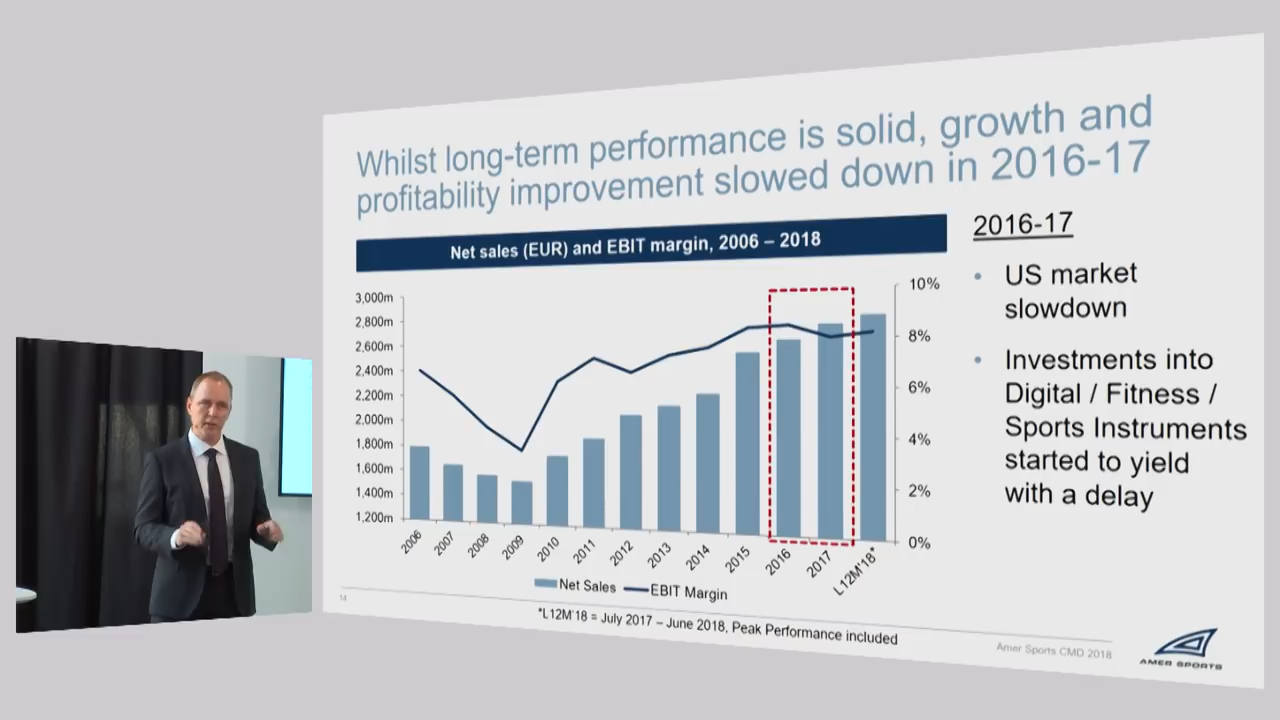 Whilst long-term performance is solid, growth and
profitability improvement slowed down in 2016-17
Net sales (EUR) and EBIT margin, 2006 – 2018
3,000m
2,800m
2,600m
2,400m
2,200m
2,000m
1,800m
1,600m
1,400m
1,200m
10%
8%
6%
4%
2%
0%
2006
2007
2008
2009
2010
2011
2012
2013
2014
2015
2016
2017
L12M'18*
Net Sales
EBIT Margin
2016-17
• US market
slowdown
• Investments into
Digital / Fitness /
Sports Instruments
started to yield
with a delay
14
*L12M'18 = July 2017 – June 2018, Peak Performance included
Amer Sports CMD 2018
AMER SPORTS